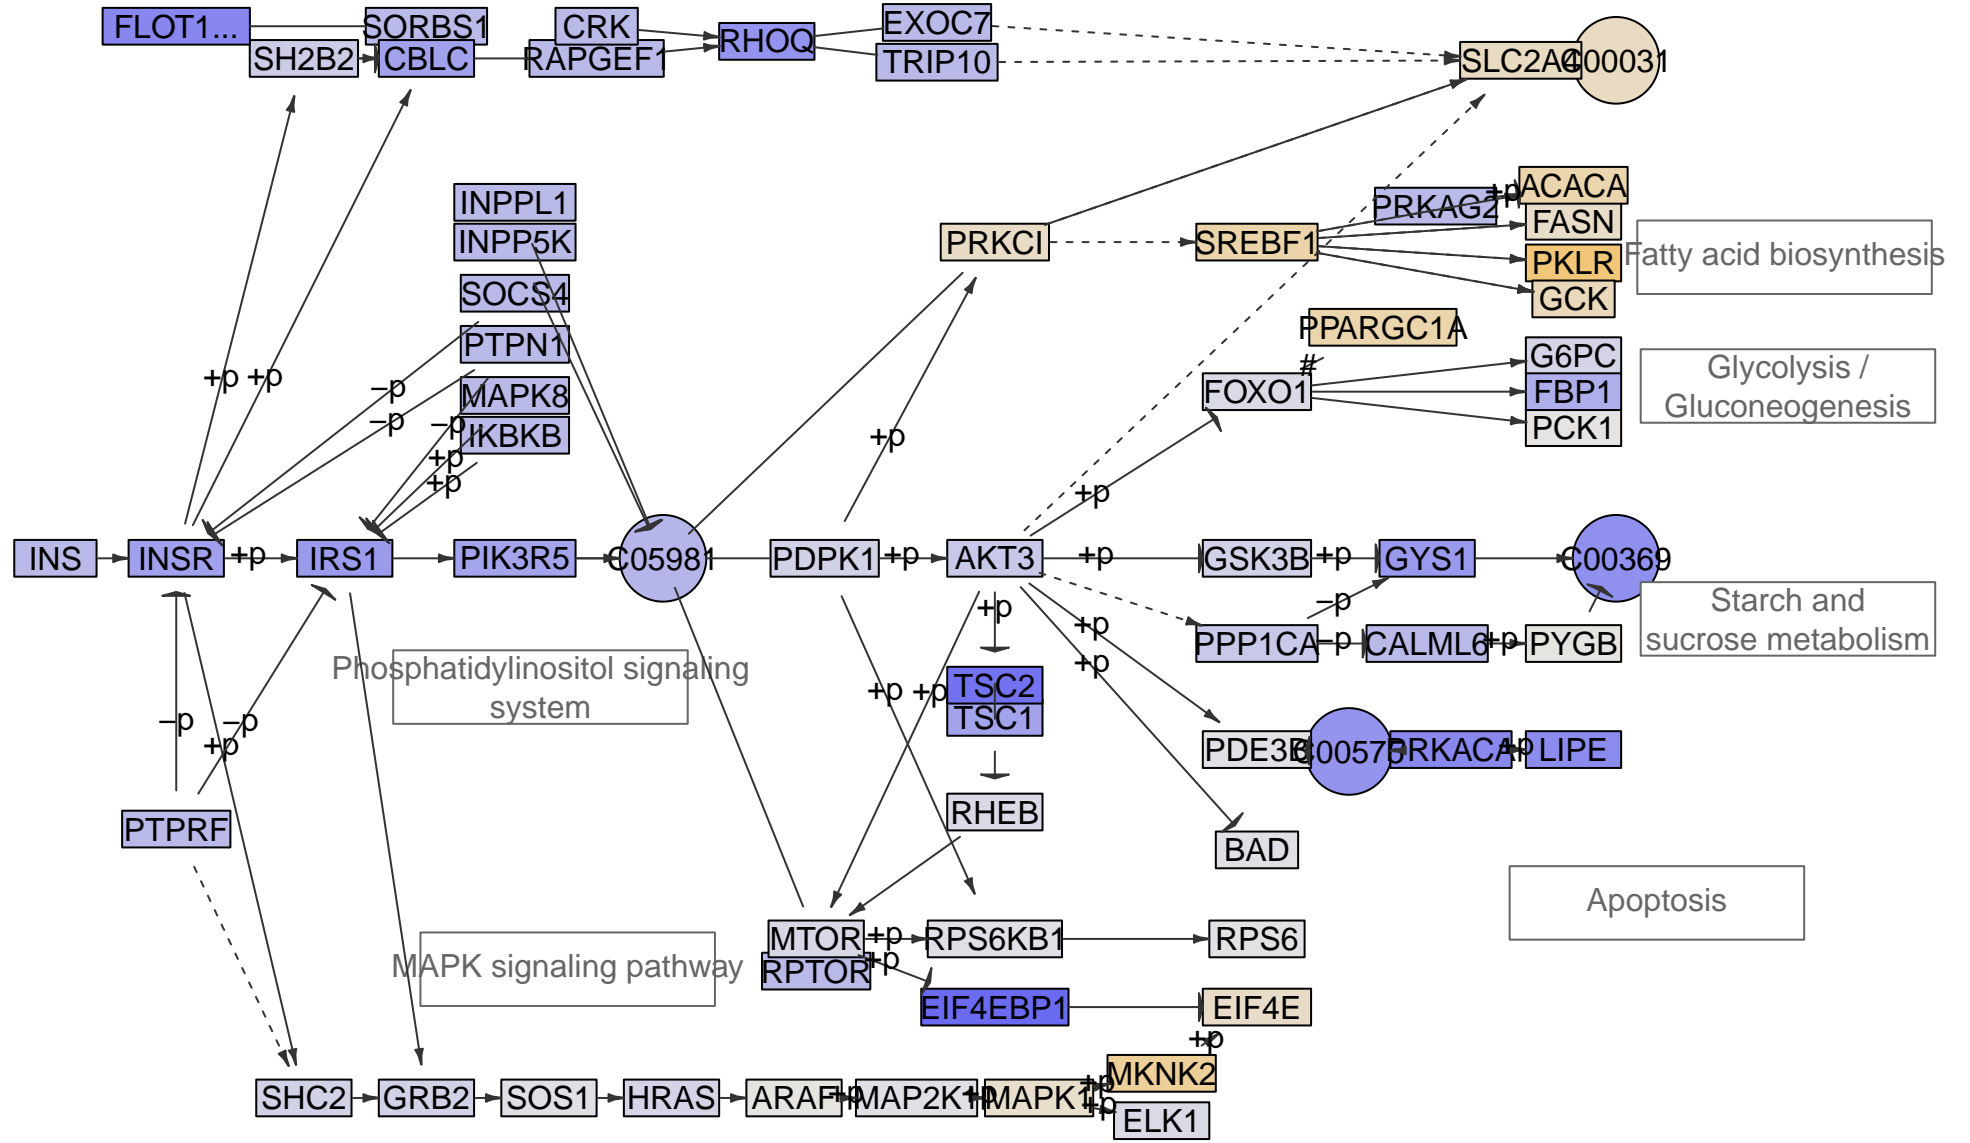 FLOT1...
SORBS1
SH2B2
CBLC
CRK
RAPGEF1
RHOQ
EXOC7
TRIP10
SLC2A4
C00031
INPPL1
INPP5K
SOCS4
PTPN1
MAPK8
IKBKB
PRKCI
SREBF1
PRKAG2
+p
ACACA
FASN
PKLR
GCK
Fatty acid biosynthesis
PPARGC1A
#
FOXO1
G6PC
FBP1
PCK1
Glycolysis /
Gluconeogenesis
+p
+p
−p
−p
−p
+p
+p
+p
+p
INS
INSR
+p
IRS1
PIK3R5
C05981
PDPK1
+p
AKT3
+p
GSK3B
+p
GYS1
C00369
Starch and
sucrose metabolism
+p
+p
+p
−p
PPP1CA
−p
CALML6
+p
PYGB
Phosphatidylinositol signaling
system
−p
−p
+p
+p
+p
TSC2
TSC1
PDE3B
C00575
PRKACA
+p
LIPE
PTPRF
RHEB
BAD
Apoptosis
MAPK signaling pathway
MTOR
RPTOR
+p
+p
RPS6KB1
RPS6
EIF4EBP1
EIF4E
+p
SHC2
GRB2
SOS1
HRAS
ARAF
+p
MAP2K1
+p
MAPK1
+p
+p
MKNK2
ELK1